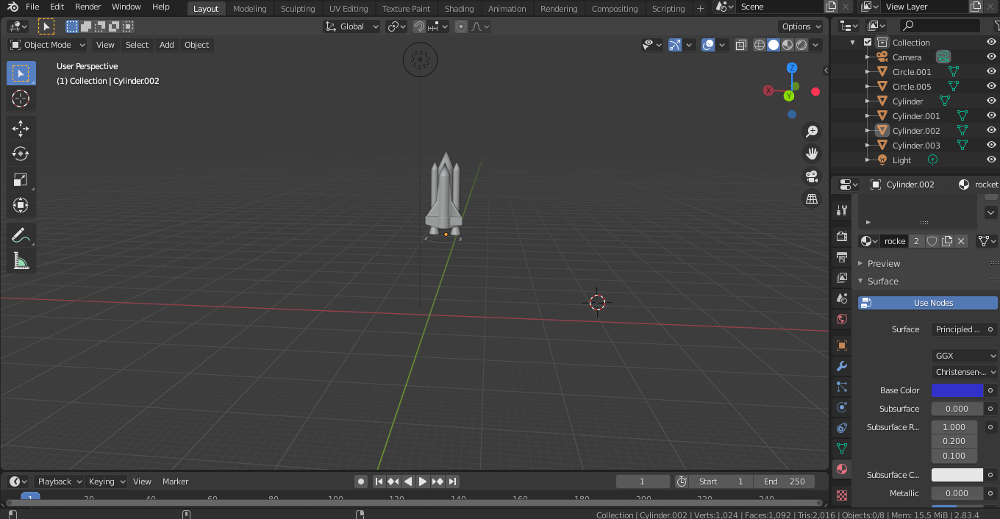 File Edit Render Window Help Layout Modeling Sculpting UV Editing Texture Paint Shading Animation Rendering Compositing Scripting + Scene View Layer
Global Options
Object Mode View Select Add Object
User Perspective
(1) Collection | Cylinder.002
Z
X
Y
Collection
Camera
Circle.001
Circle.005
Cylinder
Cylinder.001
Cylinder.002
Cylinder.003
Light
Cylinder.002 rocket
rocke 2
Preview
Surface
Use Nodes
Surface Principled ...
GGX
Christensen-...
Base Color
Subsurface 0.000
Subsurface R... 1.000
0.200
0.100
Subsurface C...
Metallic 0.000
Playback Keying View Marker 1 Start 1 End 250
1 20 40 60 80 100 120 140 160 180 200 220 240
Collection | Cylinder.002 | Verts:1,024 | Faces:1,092 | Tris:2,016 | Objects:0/8 | Mem: 15.5 MiB | 2.83.4